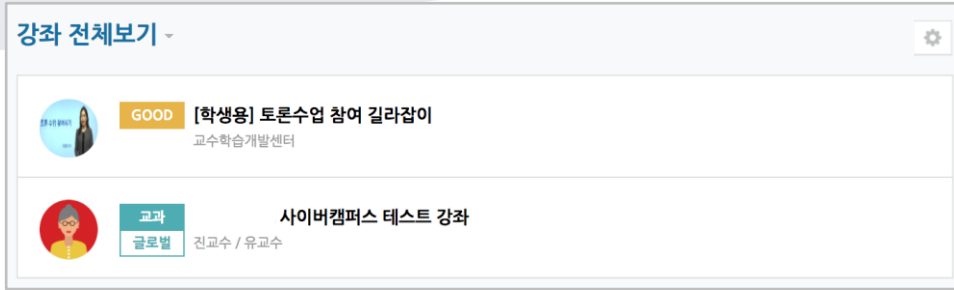 강좌 전체보기
GOOD [학생용] 토론수업 참여 길라잡이
교수학습개발센터
교과 사이버캠퍼스 테스트 강좌
글로벌 진교수 / 유교수